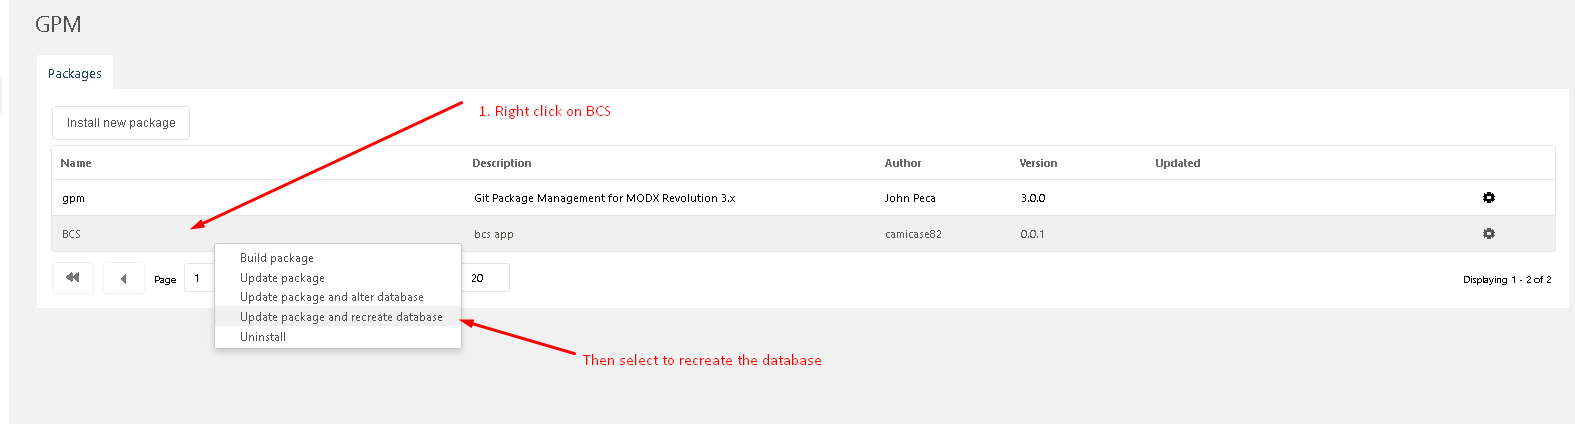 GPM
Packages
1. Right click on BCS
Install new package
Name Description Author Version Updated
gpm Git Package Management for MODX Revolution 3.x John Peca 3.0.0
BCS bcs app camicase82 0.0.1
Build package
Page 1 20 Displaying 1 - 2 of 2
Update package
Update package and alter database
Update package and recreate database
Uninstall
Then select to recreate the database